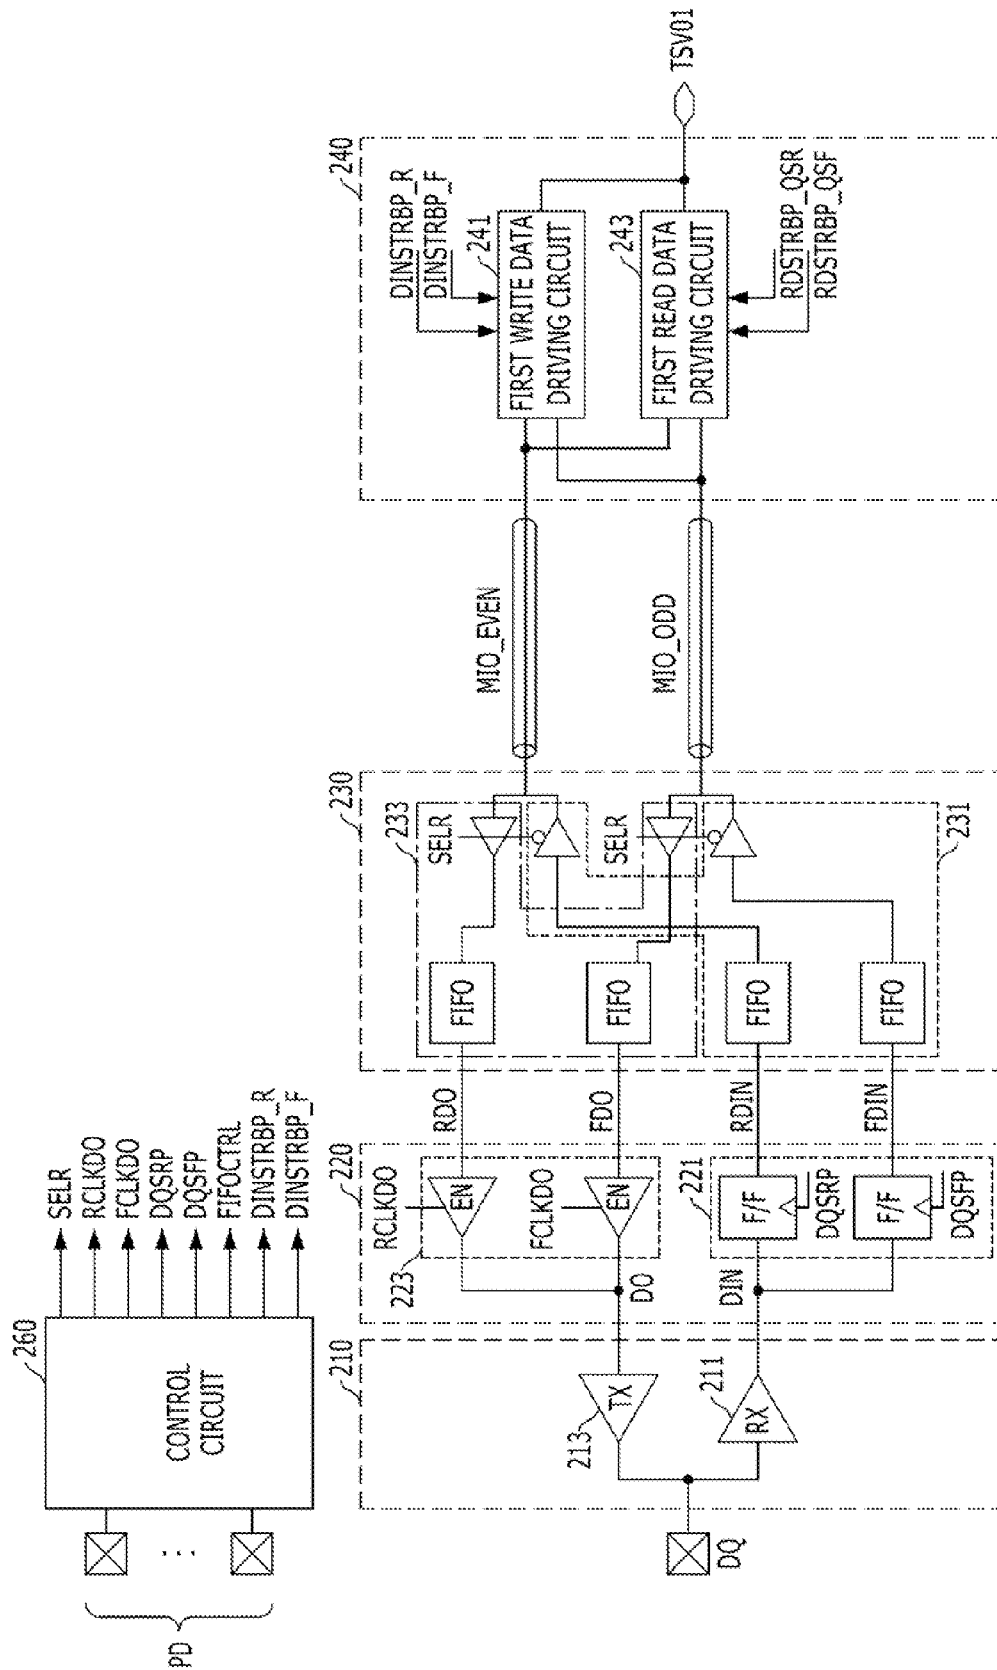 PD
260
CONTROL
CIRCUIT
SELR
RCLKDO
FCLKDO
DQSRP
DQSFP
FIFOCTRL
DINSTRBP_R
DINSTRBP_F
DQ
210
213
TX
211
RX
220
223
RCLKDO
EN
FCLKDO
EN
DO
DIN
221
F/F
DQSRP
F/F
DQSFP
RDO
FDO
RDIN
FDIN
230
233
FIFO
FIFO
FIFO
FIFO
SELR
SELR
231
MIO_EVEN
MIO_ODD
240
DINSTRBP_R
DINSTRBP_F
241
FIRST WRITE DATA
DRIVING CIRCUIT
243
FIRST READ DATA
DRIVING CIRCUIT
RDSTRBP_QSR
RDSTRBP_QSF
TSV01